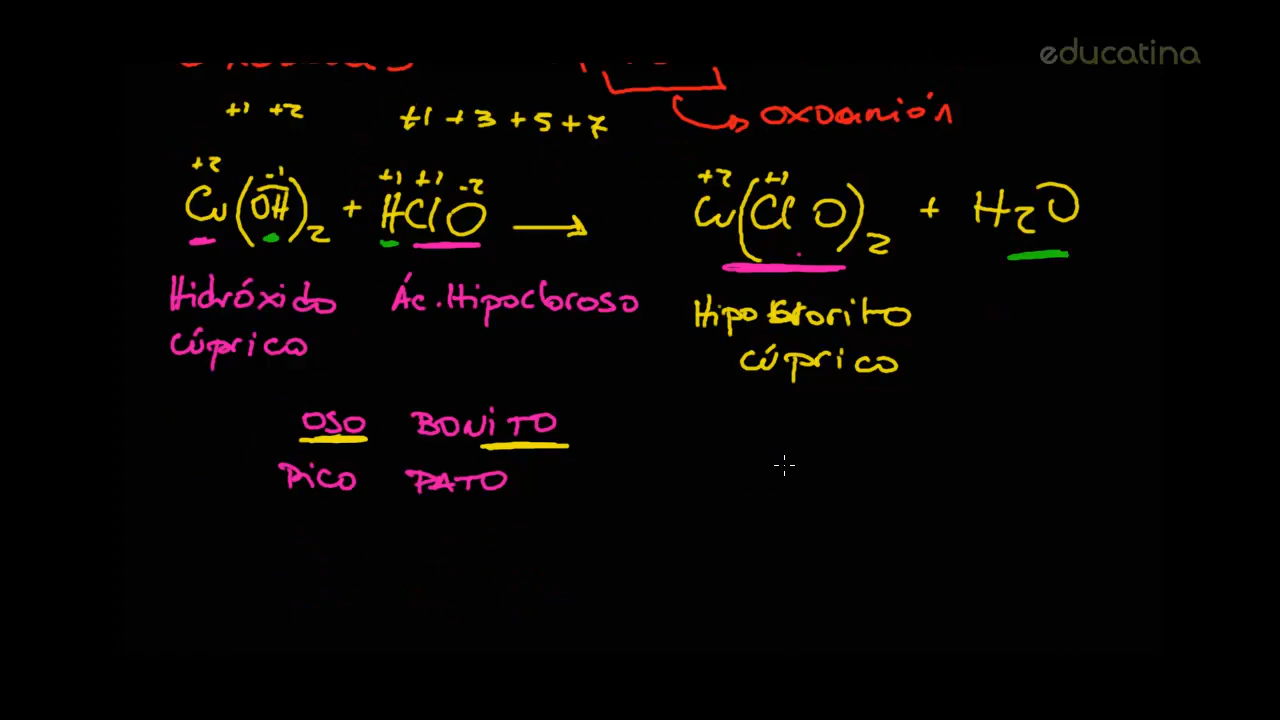 educatina
+1 +2
+1 +3 +5 +7
oxoanión
+2 -1 +1 +1 -2 +2 +1
Cu(OH)2 + HClO → Cu(ClO)2 + H2O
Hidróxido Ác. Hipocloroso Hipoclorito
cúprico cúprico
OSO BONiTO
PiCO PATO